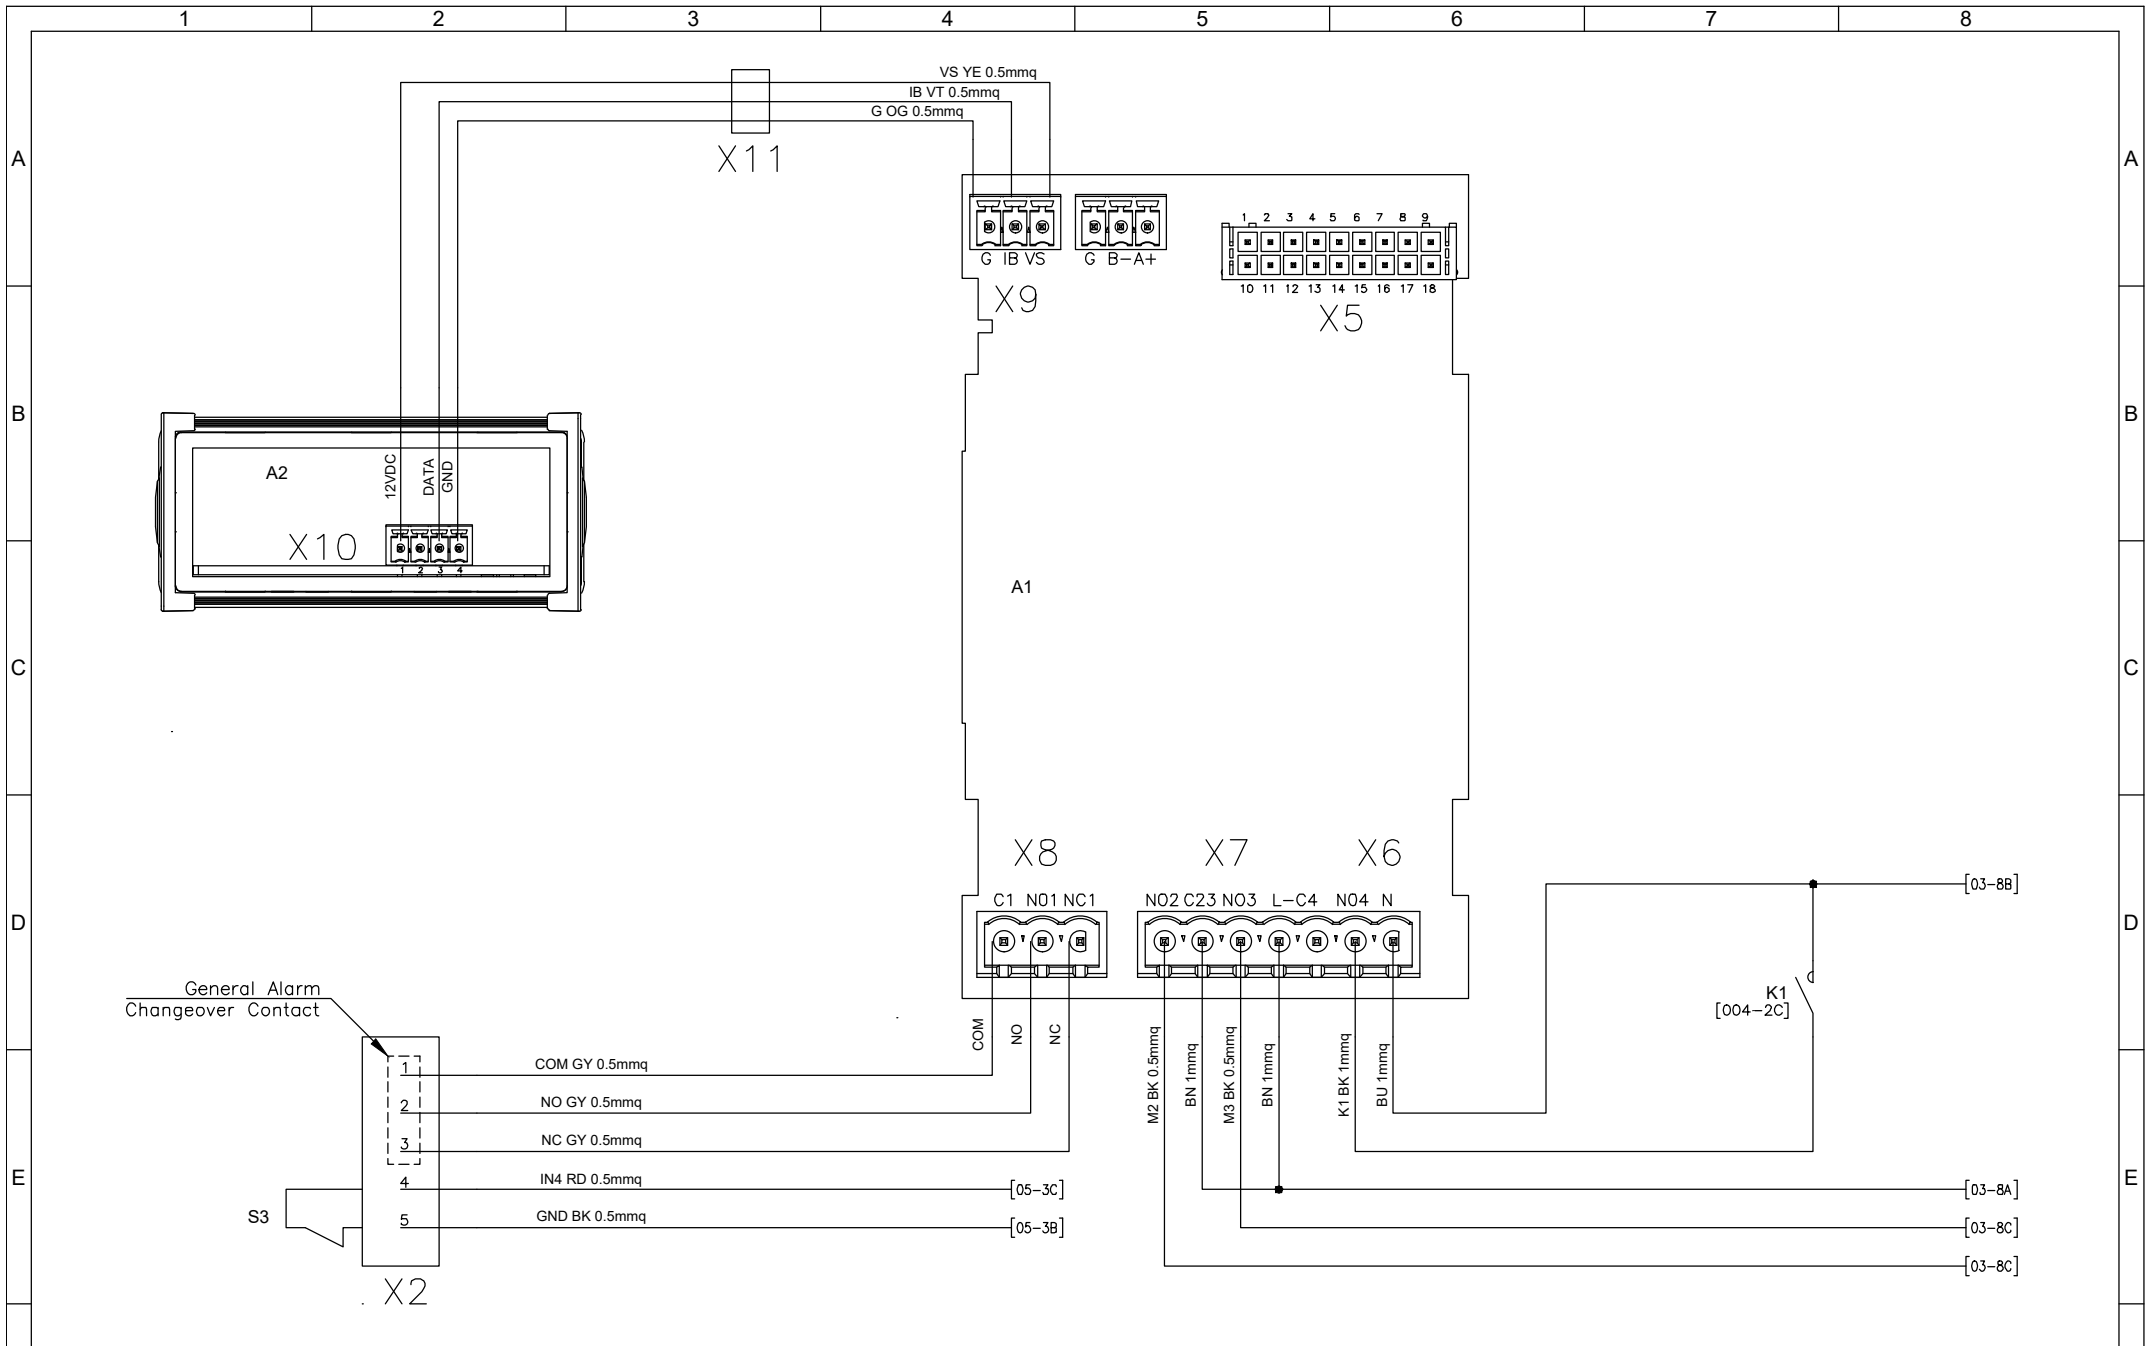 1 2 3 4 5 6 7 8
VS YE 0.5mmq
IB VT 0.5mmq
G OG 0.5mmq
X11
A A
1 2 3 4 5 6 7 8 9
G IB VS G B-A+
10 11 12 13 14 15 16 17 18
X9
X5
B B
A2
12VDC
DATA
GND
X10
1 2 3 4
A1
C C
X8 X7 X6
[03-8B]
C1 N01 NC1 NO2 C23 NO3 L-C4 N04 N
D D
General Alarm
Changeover Contact
K1
[004-2C]
COM
NO
NC
M2 BK 0.5mmq
BN 1mmq
M3 BK 0.5mmq
BN 1mmq
K1 BK 1mmq
BU 1mmq
1 COM GY 0.5mmq
2 NO GY 0.5mmq
3 NC GY 0.5mmq
E E
4 IN4 RD 0.5mmq [05-3C] [03-8A]
S3
5 GND BK 0.5mmq [05-3B] [03-8C]
[03-8C]
X2